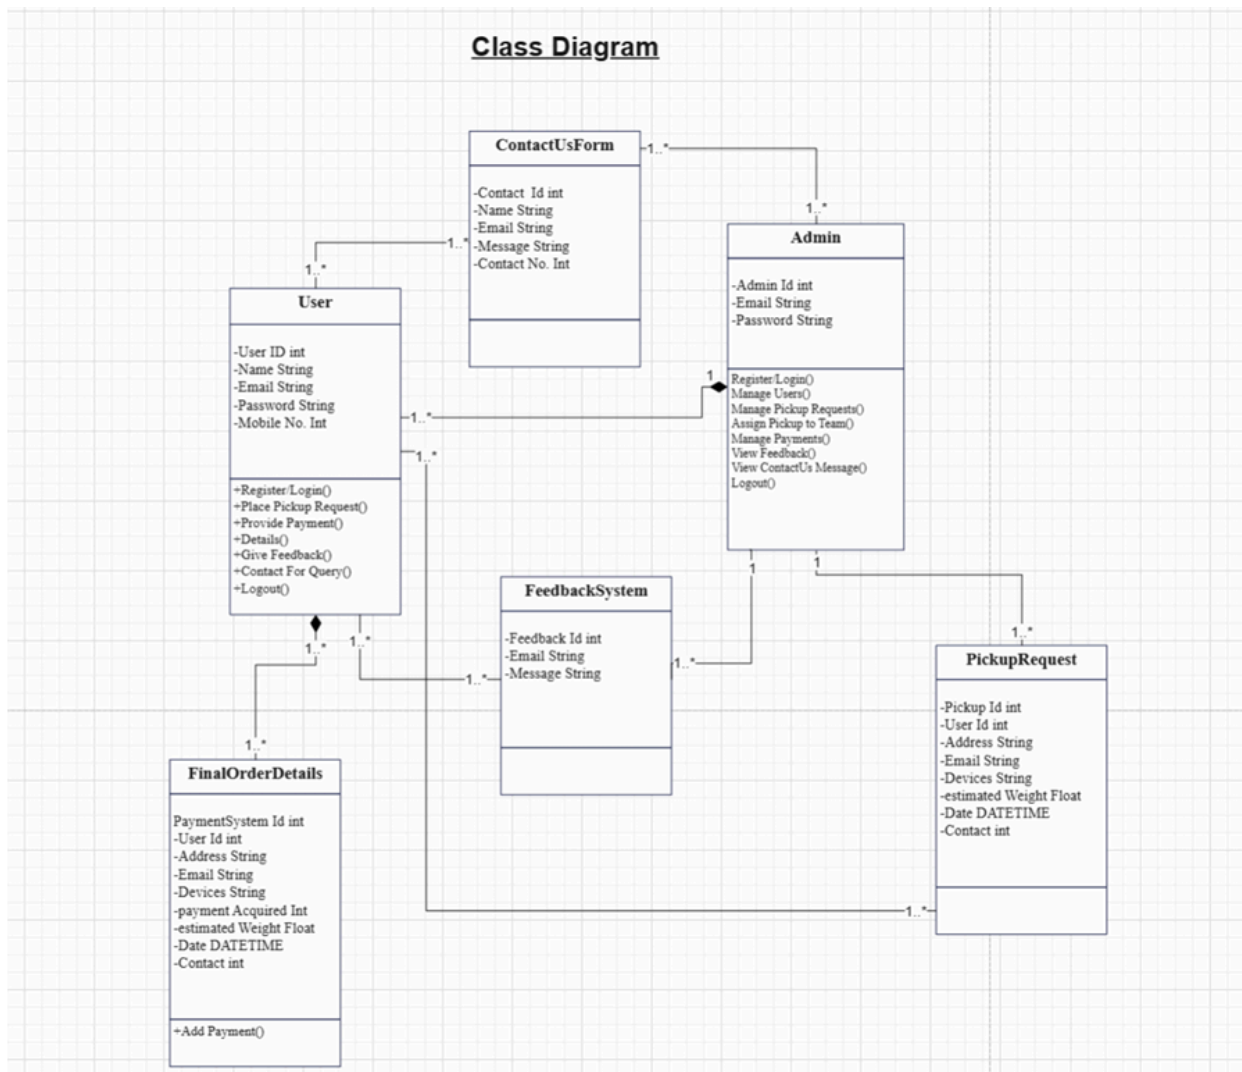 Class Diagram
ContactUsForm
-Contact  Id int
-Name String
-Email String
-Message String
-Contact No. Int
1..*
1..*
1..*
1..*
Admin
-Admin Id int
-Email String
-Password String
Register/Login()
Manage Users()
Manage Pickup Requests()
Assign Pickup to Team()
Manage Payments()
View Feedback()
View ContactUs Message()
Logout()
User
-User ID int
-Name String
-Email String
-Password String
-Mobile No. Int
+Register/Login()
+Place Pickup Request()
+Provide Payment()
+Details()
+Give Feedback()
+Contact For Query()
+Logout()
1
1..*
1..*
1
1
FeedbackSystem
-Feedback Id int
-Email String
-Message String
1..*
1..*
1..*
1..*
1..*
PickupRequest
-Pickup Id int
-User Id int
-Address String
-Email String
-Devices String
-estimated Weight Float
-Date DATETIME
-Contact int
1..*
1..*
FinalOrderDetails
PaymentSystem Id int
-User Id int
-Address String
-Email String
-Devices String
-payment Acquired Int
-estimated Weight Float
-Date DATETIME
-Contact int
+Add Payment()